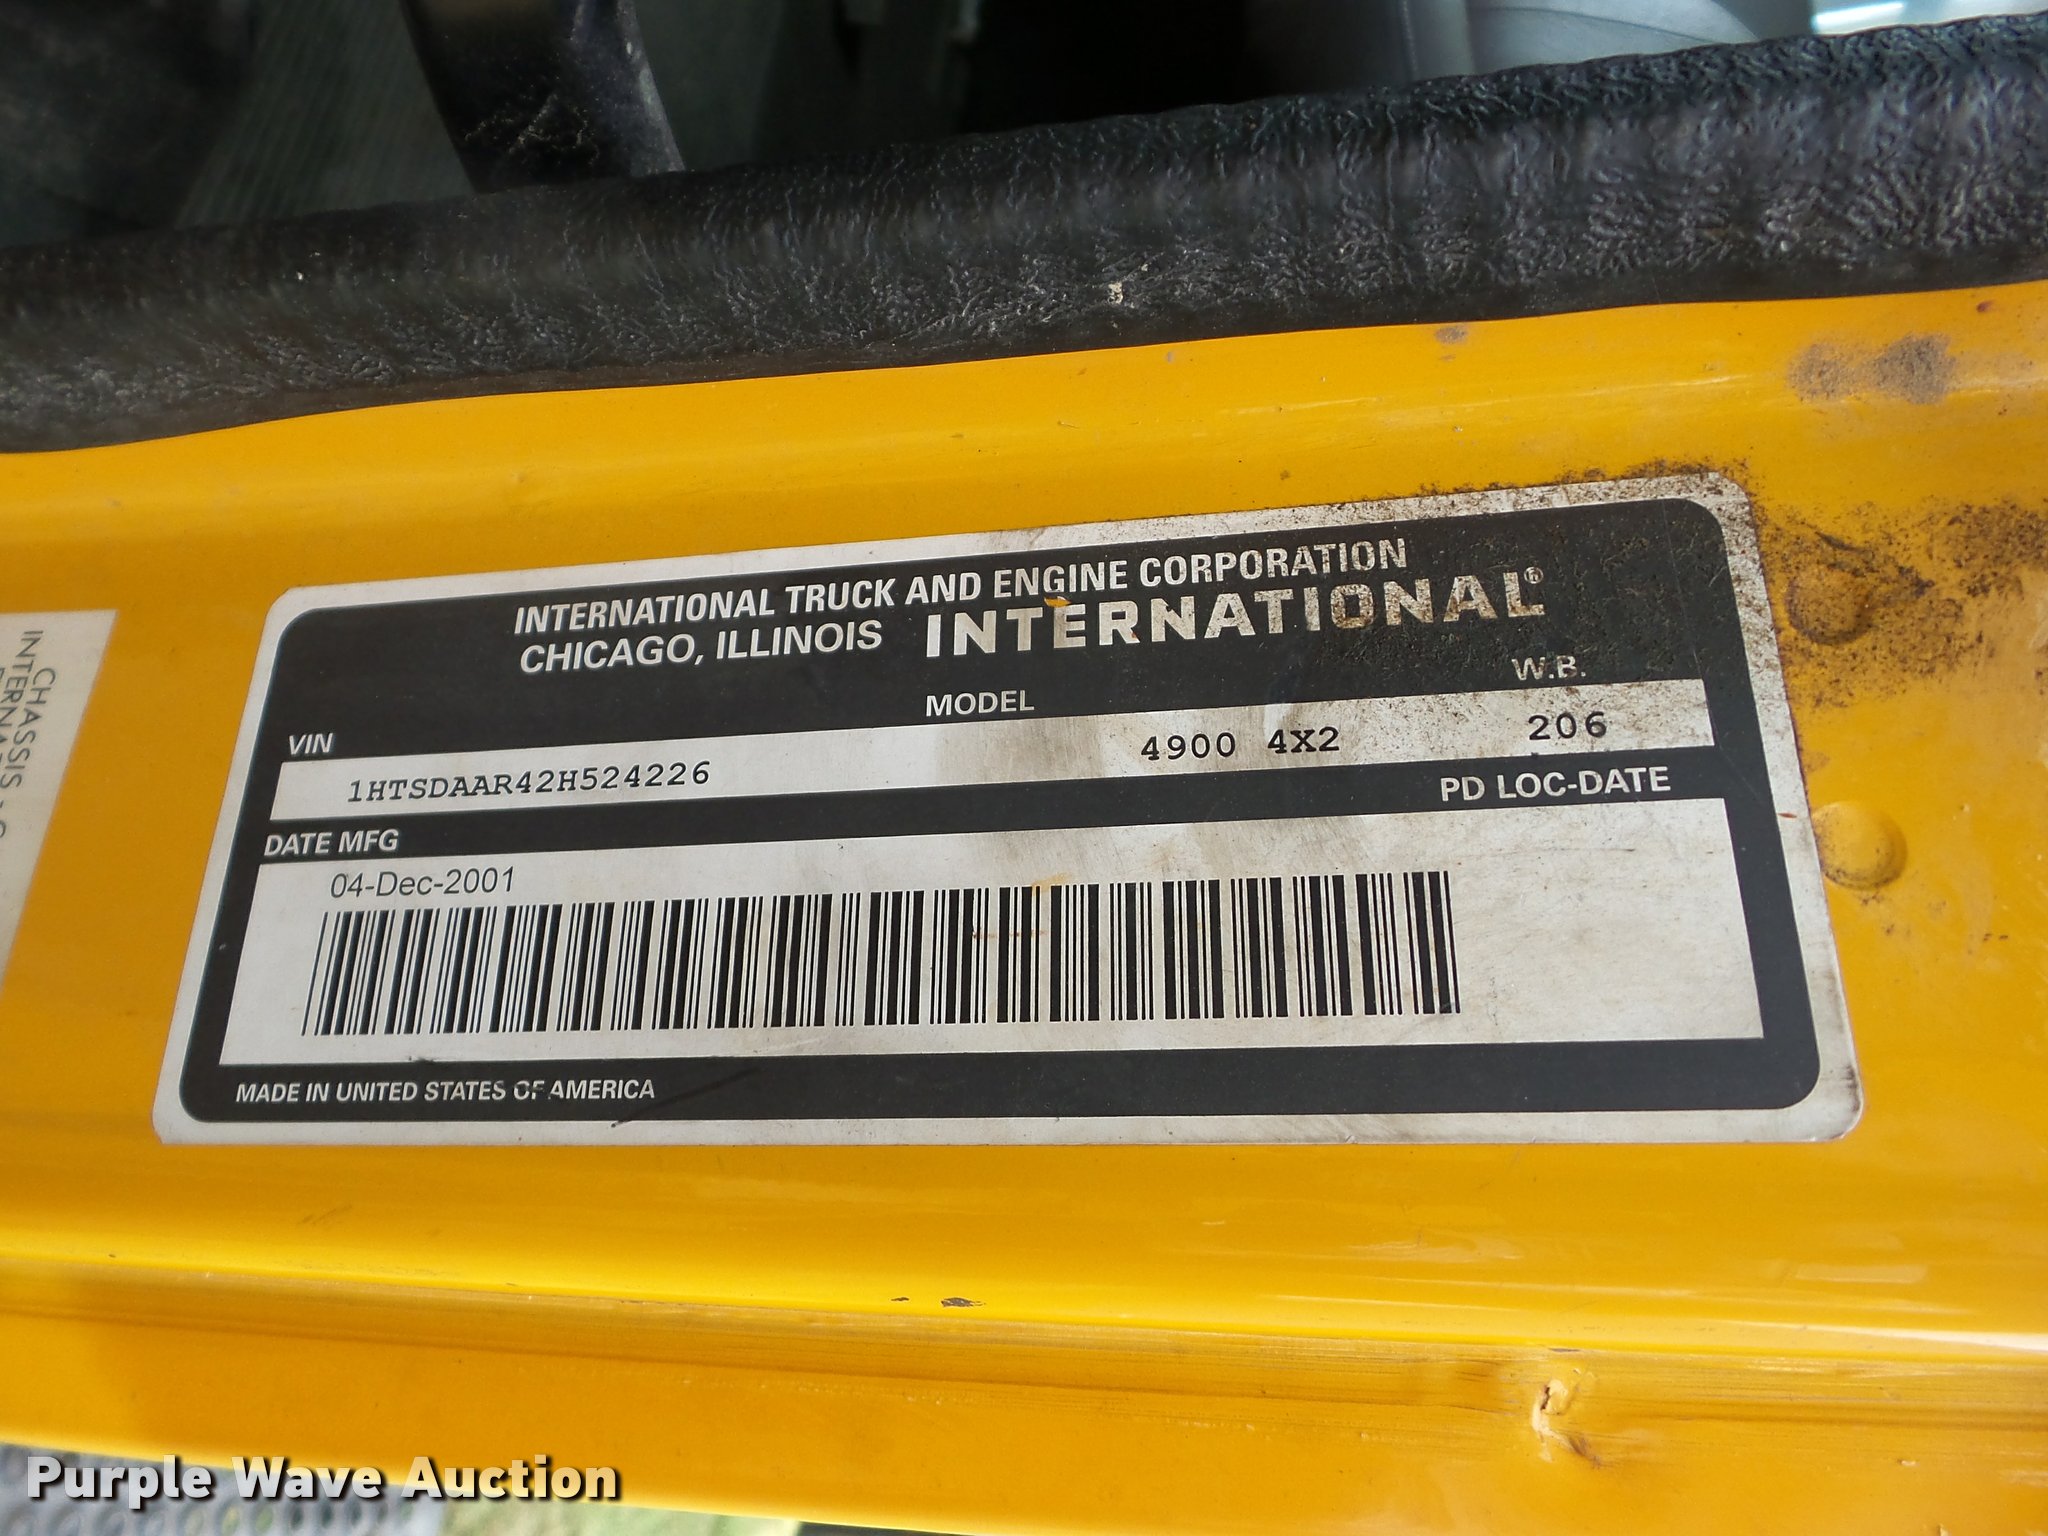 INTERNATIONAL TRUCK AND ENGINE CORPORATION
CHICAGO, ILLINOIS INTERNATIONAL®
VIN MODEL W.B.
1HTSDAAR42H524226 4900 4X2 206
DATE MFG PD LOC-DATE
04-Dec-2001
MADE IN UNITED STATES OF AMERICA
CHASSIS
Purple Wave Auction